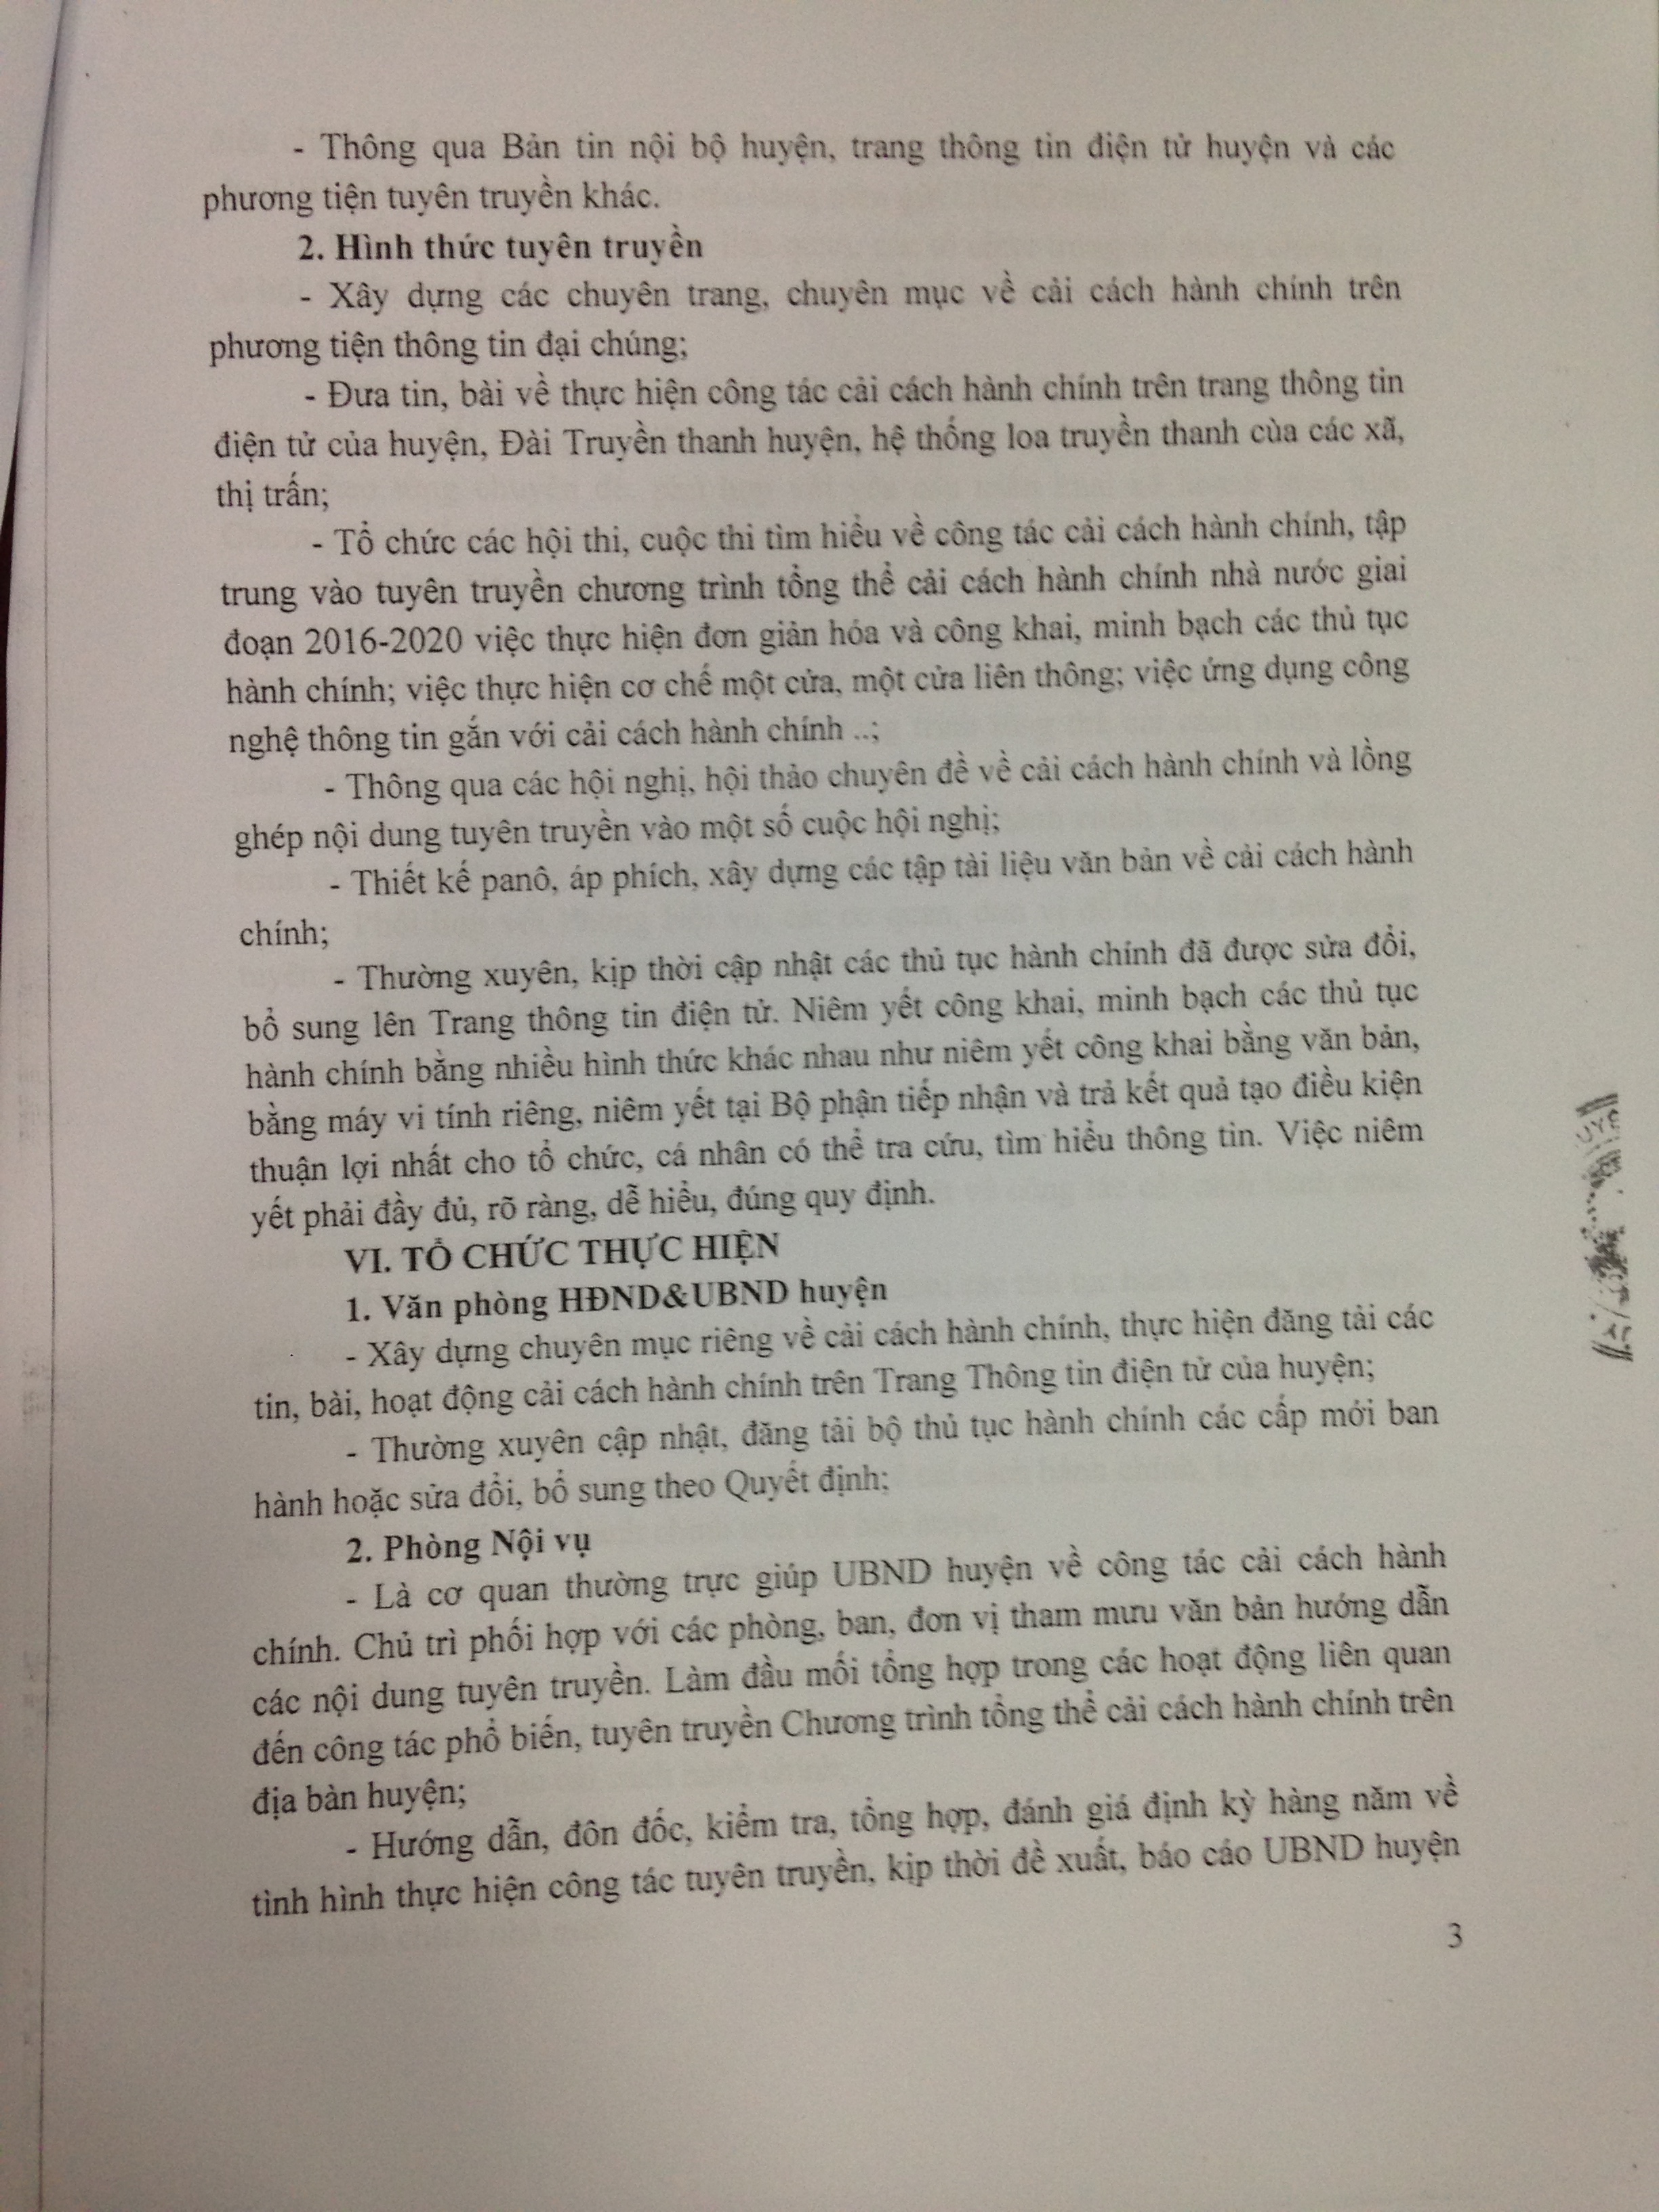 - Thông qua Bản tin nội bộ huyện, trang thông tin điện tử huyện và các
phương tiện tuyên truyền khác.
2. Hình thức tuyên truyền
- Xây dựng các chuyên trang, chuyên mục về cải cách hành chính trên
phương tiện thông tin đại chúng;
- Đưa tin, bài về thực hiện công tác cải cách hành chính trên trang thông tin
điện tử của huyện, Đài Truyền thanh huyện, hệ thống loa truyền thanh của các xã,
thị trấn;
- Tổ chức các hội thi, cuộc thi tìm hiểu về công tác cải cách hành chính, tập
trung vào tuyên truyền chương trình tổng thể cải cách hành chính nhà nước giai
đoạn 2016-2020 việc thực hiện đơn giản hóa và công khai, minh bạch các thủ tục
hành chính; việc thực hiện cơ chế một cửa, một cửa liên thông; việc ứng dụng công
nghệ thông tin gắn với cải cách hành chính ..;
- Thông qua các hội nghị, hội thảo chuyên đề về cải cách hành chính và lồng
ghép nội dung tuyên truyền vào một số cuộc hội nghị;
- Thiết kế panô, áp phích, xây dựng các tập tài liệu văn bản về cải cách hành
chính;
- Thường xuyên, kịp thời cập nhật các thủ tục hành chính đã được sửa đổi,
bổ sung lên Trang thông tin điện tử. Niêm yết công khai, minh bạch các thủ tục
hành chính bằng nhiều hình thức khác nhau như niêm yết công khai bằng văn bản,
bằng máy vi tính riêng, niêm yết tại Bộ phận tiếp nhận và trả kết quả tạo điều kiện
thuận lợi nhất cho tổ chức, cá nhân có thể tra cứu, tìm hiểu thông tin. Việc niêm
yết phải đầy đủ, rõ ràng, dễ hiểu, đúng quy định.
VI. TỔ CHỨC THỰC HIỆN
1. Văn phòng HĐND&UBND huyện
- Xây dựng chuyên mục riêng về cải cách hành chính, thực hiện đăng tải các
tin, bài, hoạt động cải cách hành chính trên Trang Thông tin điện tử của huyện;
- Thường xuyên cập nhật, đăng tải bộ thủ tục hành chính các cấp mới ban
hành hoặc sửa đổi, bổ sung theo Quyết định;
2. Phòng Nội vụ
- Là cơ quan thường trực giúp UBND huyện về công tác cải cách hành
chính. Chủ trì phối hợp với các phòng, ban, đơn vị tham mưu văn bản hướng dẫn
các nội dung tuyên truyền. Làm đầu mối tổng hợp trong các hoạt động liên quan
đến công tác phổ biến, tuyên truyền Chương trình tổng thể cải cách hành chính trên
địa bàn huyện;
- Hướng dẫn, đôn đốc, kiểm tra, tổng hợp, đánh giá định kỳ hàng năm về
tình hình thực hiện công tác tuyên truyền, kịp thời đề xuất, báo cáo UBND huyện
3